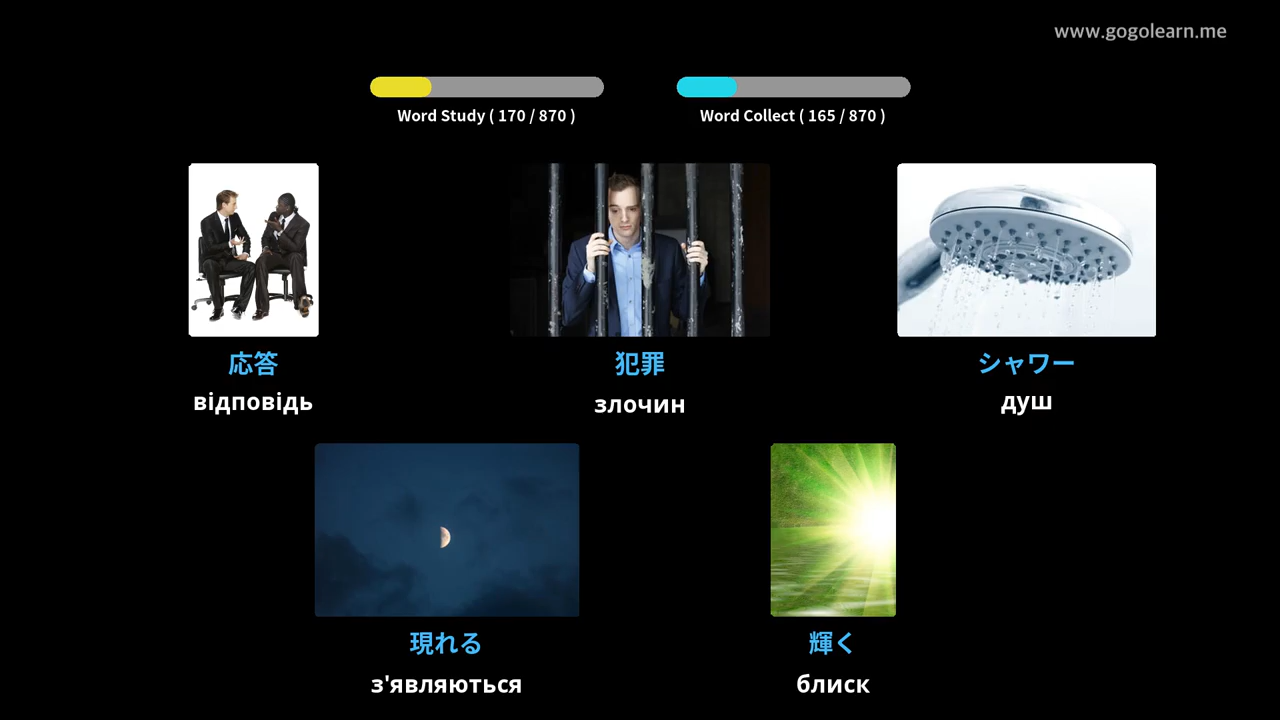 www.gogolearn.me
Word Study ( 170 / 870 )
Word Collect ( 165 / 870 )
応答
відповідь
犯罪
злочин
シャワー
душ
現れる
з'являються
輝く
блиск